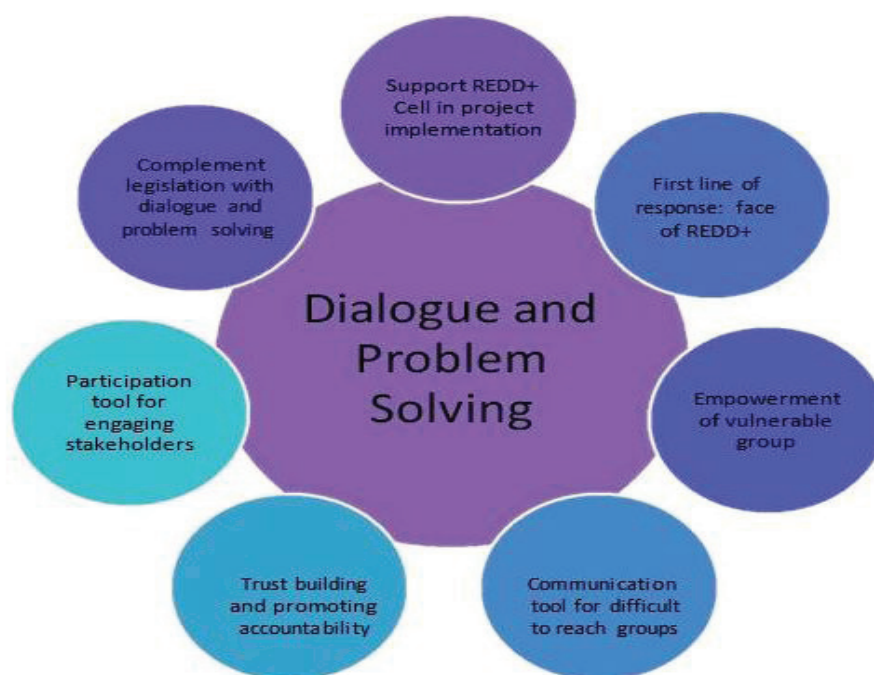 Support REDD+
Cell in project
implementation
First line of
response: face
of REDD+
Empowerment
of vulnerable
group
Communication
tool for difficult
to reach groups
Trust building
and promoting
accountability
Participation
tool for
engaging
stakeholders
Complement
legislation with
dialogue and
problem solving
Dialogue and
Problem
Solving